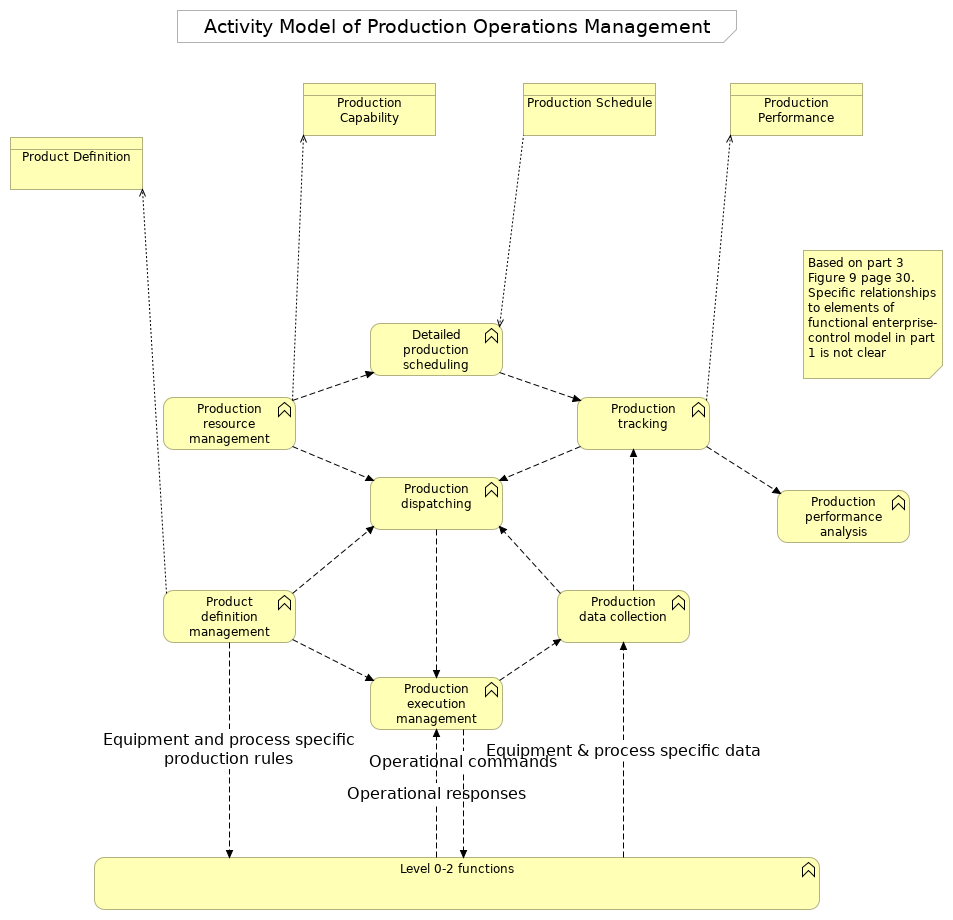 Activity Model of Production Operations Management
Production
Capability
Production Schedule
Production
Performance
Product Definition
Based on part 3
Figure 9 page 30.
Specific relationships
to elements of
functional enterprise-
control model in part
1 is not clear
Detailed
production
scheduling
Production
resource
management
Production
tracking
Production
dispatching
Production
performance
analysis
Product
definition
management
Production
data collection
Production
execution
management
Equipment and process specific
production rules
Operational commands
Equipment & process specific data
Operational responses
Level 0-2 functions